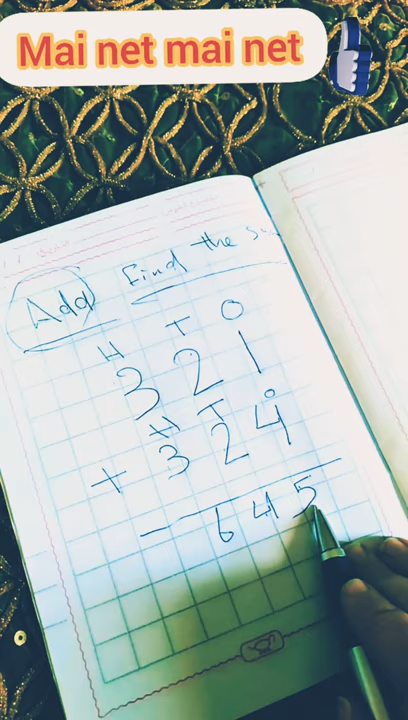 Mai net mai net
Add Find the
H T O
3 2 1
H T O
+ 3 2 4
6 4 5